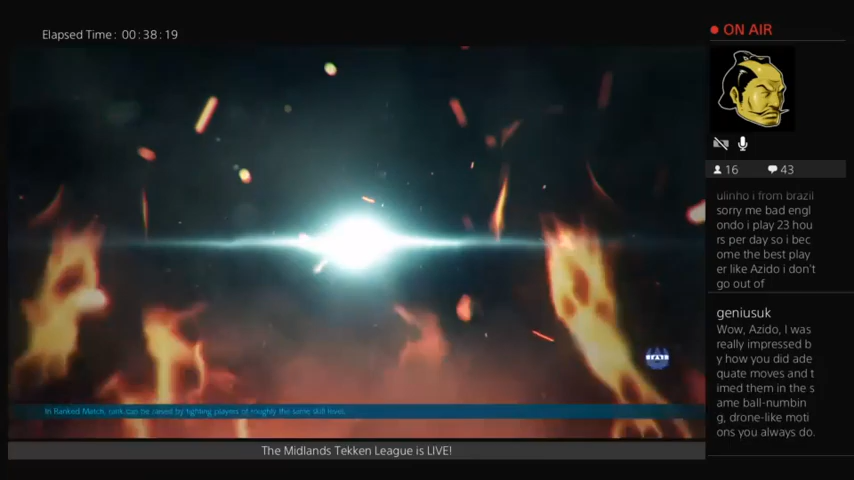 Elapsed Time: 00:38:19
ON AIR
16 43
ulinho i from brazil
sorry me bad engl
ondo i play 23 hou
rs per day so i bec
ome the best play
er like Azido i don't
go out of
geniusuk
Wow, Azido, I was
really impressed b
y how you did ade
quate moves and t
imed them in the s
ame ball-numbin
g, drone-like moti
ons you always do.
In Ranked Match, rank can be raised by fighting players of roughly the same skill level.
The Midlands Tekken League is LIVE!